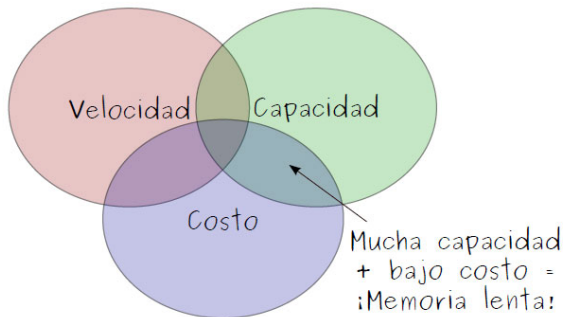 Velocidad
Capacidad
Costo
Mucha capacidad
+ bajo costo =
¡Memoria lenta!